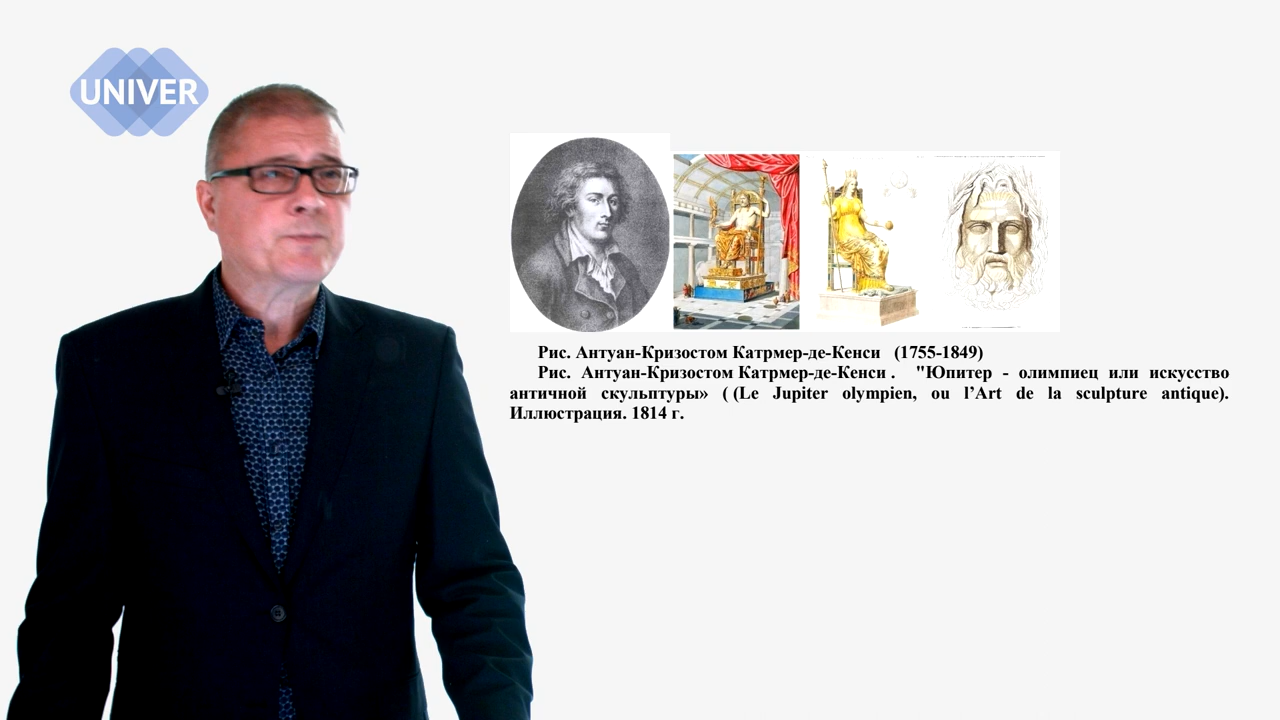 UNIVER
Рис. Антуан-Кризостом Катрмер-де-Кенси (1755-1849)
Рис. Антуан-Кризостом Катрмер-де-Кенси . "Юпитер - олимпиец или искусство
античной скульптуры» ( (Le Jupiter olympien, ou l’Art de la sculpture antique).
Иллюстрация. 1814 г.